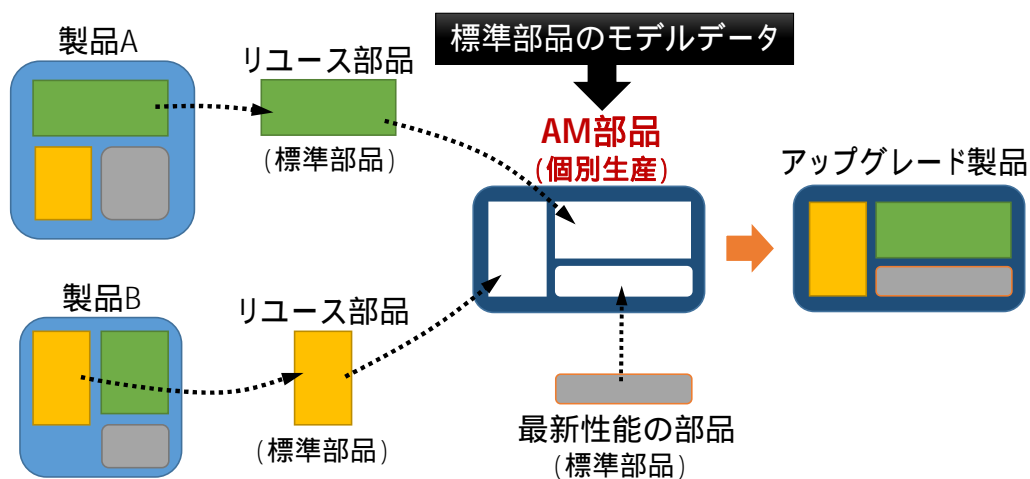 製品A
リユース部品
(標準部品)
標準部品のモデルデータ
AM部品
(個別生産)
アップグレード製品
製品B
リユース部品
(標準部品)
最新性能の部品
(標準部品)